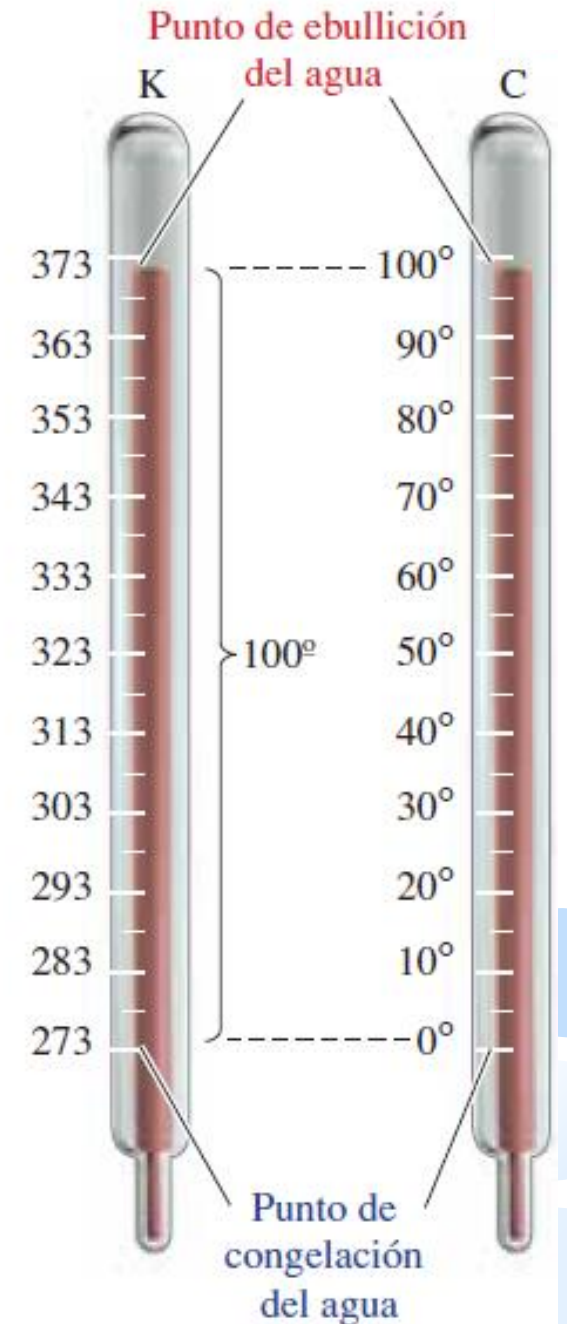 Punto de ebullición
del agua
K
C
373
100°
363
90°
353
80°
343
70°
333
60°
323
100º
50°
313
40°
303
30°
293
20°
283
10°
273
0°
Punto de
congelación
del agua